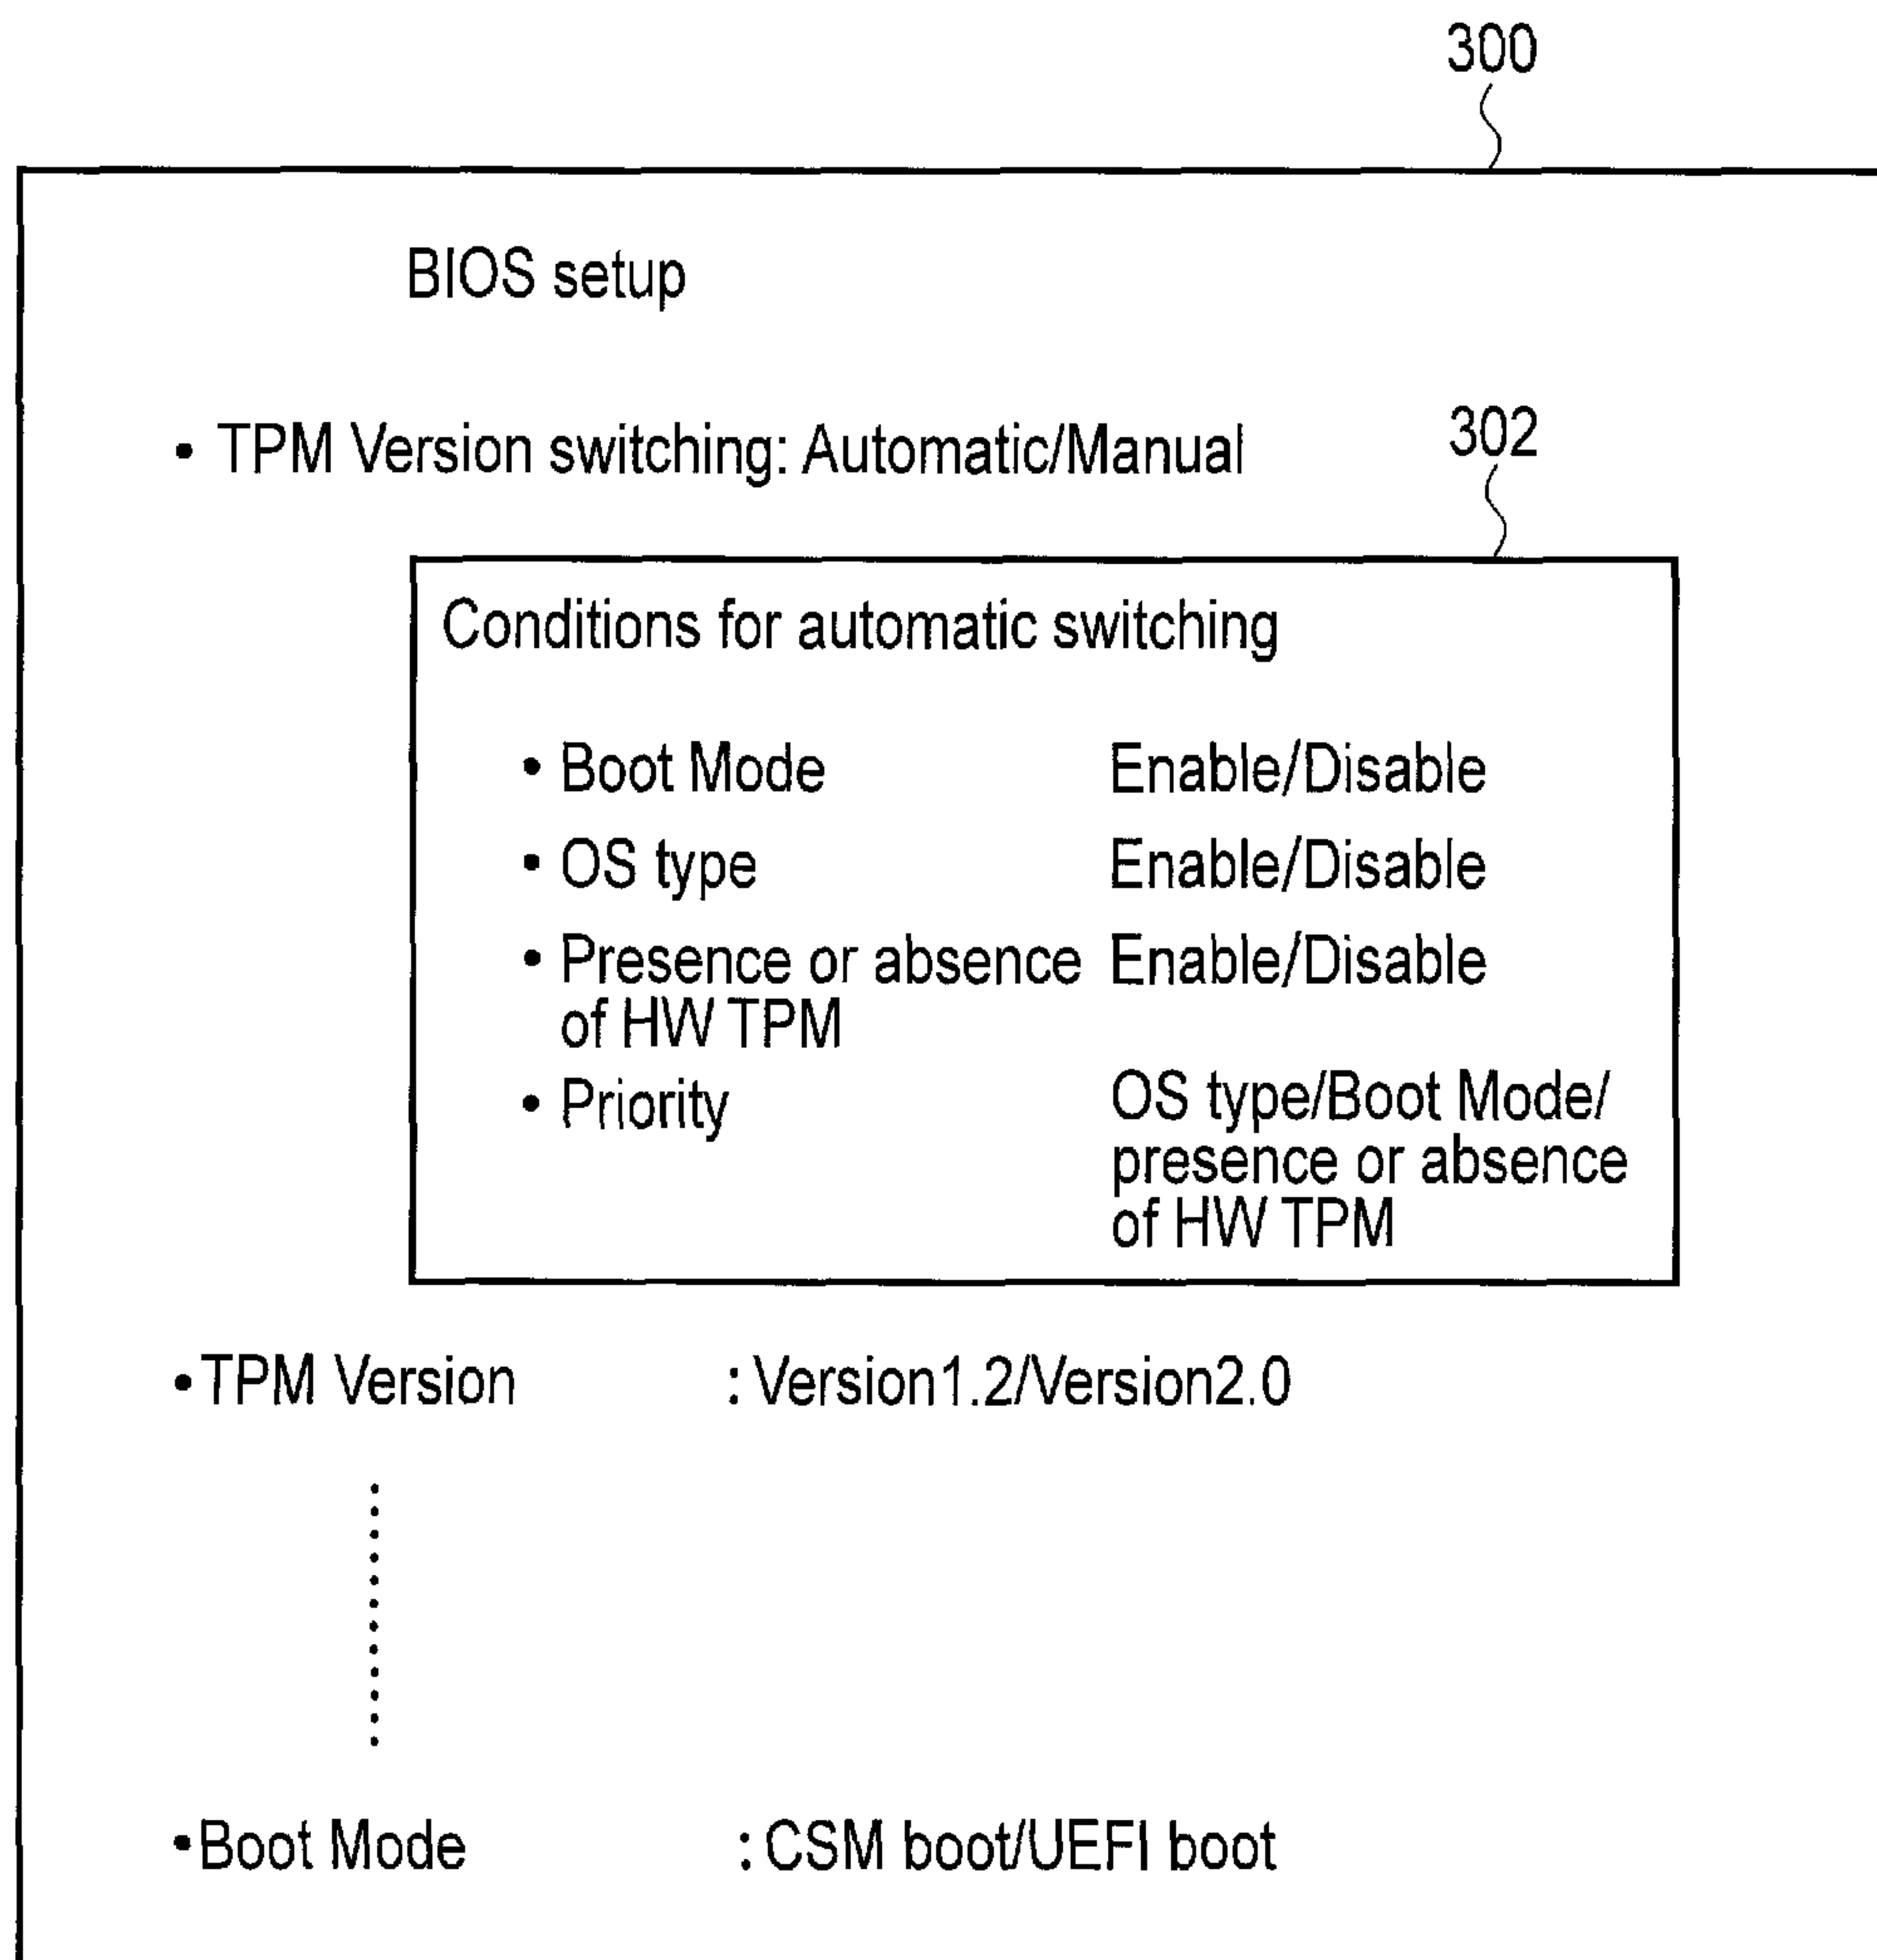 300
BIOS setup
• TPM Version switching: Automatic/Manual
302
Conditions for automatic switching
• Boot Mode Enable/Disable
• OS type Enable/Disable
• Presence or absence Enable/Disable
of HW TPM
• Priority OS type/Boot Mode/
presence or absence
of HW TPM
•TPM Version : Version1.2/Version2.0
•Boot Mode : CSM boot/UEFI boot